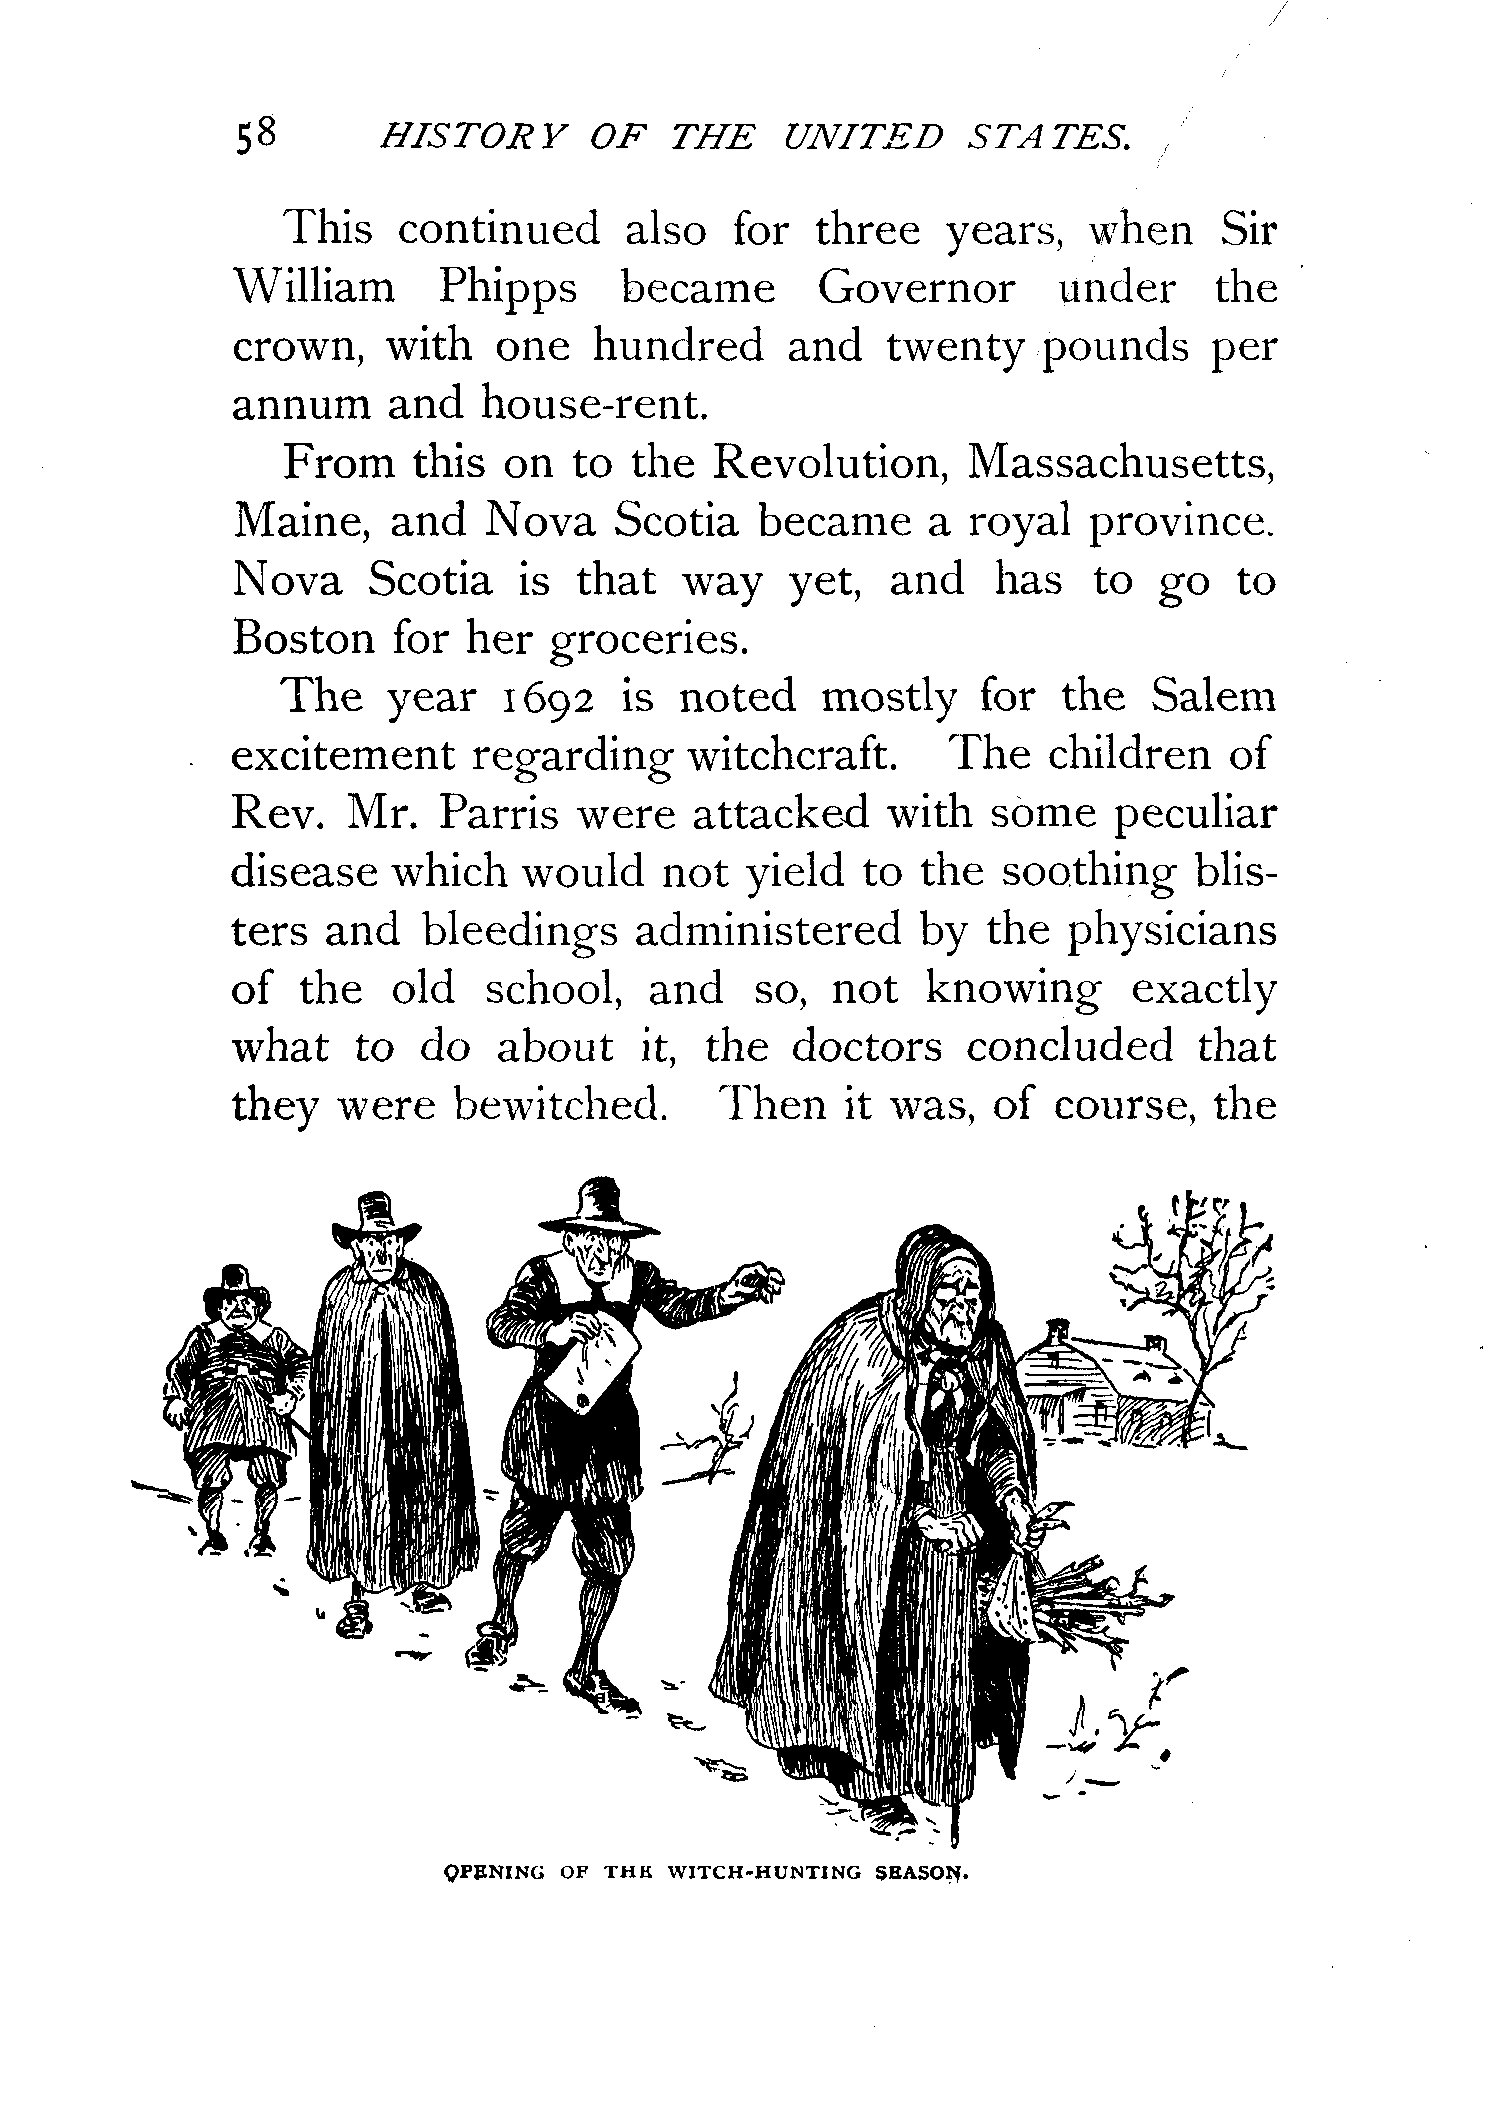 58 HISTORY OF THE UNITED STATES.
This continued also for three years, when Sir
William Phipps became Governor under the
crown, with one hundred and twenty pounds per
annum and house-rent.
From this on to the Revolution, Massachusetts,
Maine, and Nova Scotia became a royal province.
Nova Scotia is that way yet, and has to go to
Boston for her groceries.
The year 1692 is noted mostly for the Salem
excitement regarding witchcraft. The children of
Rev. Mr. Parris were attacked with some peculiar
disease which would not yield to the soothing blis-
ters and bleedings administered by the physicians
of the old school, and so, not knowing exactly
what to do about it, the doctors concluded that
they were bewitched. Then it was, of course, the
OPENING OF THE WITCH-HUNTING SEASON.